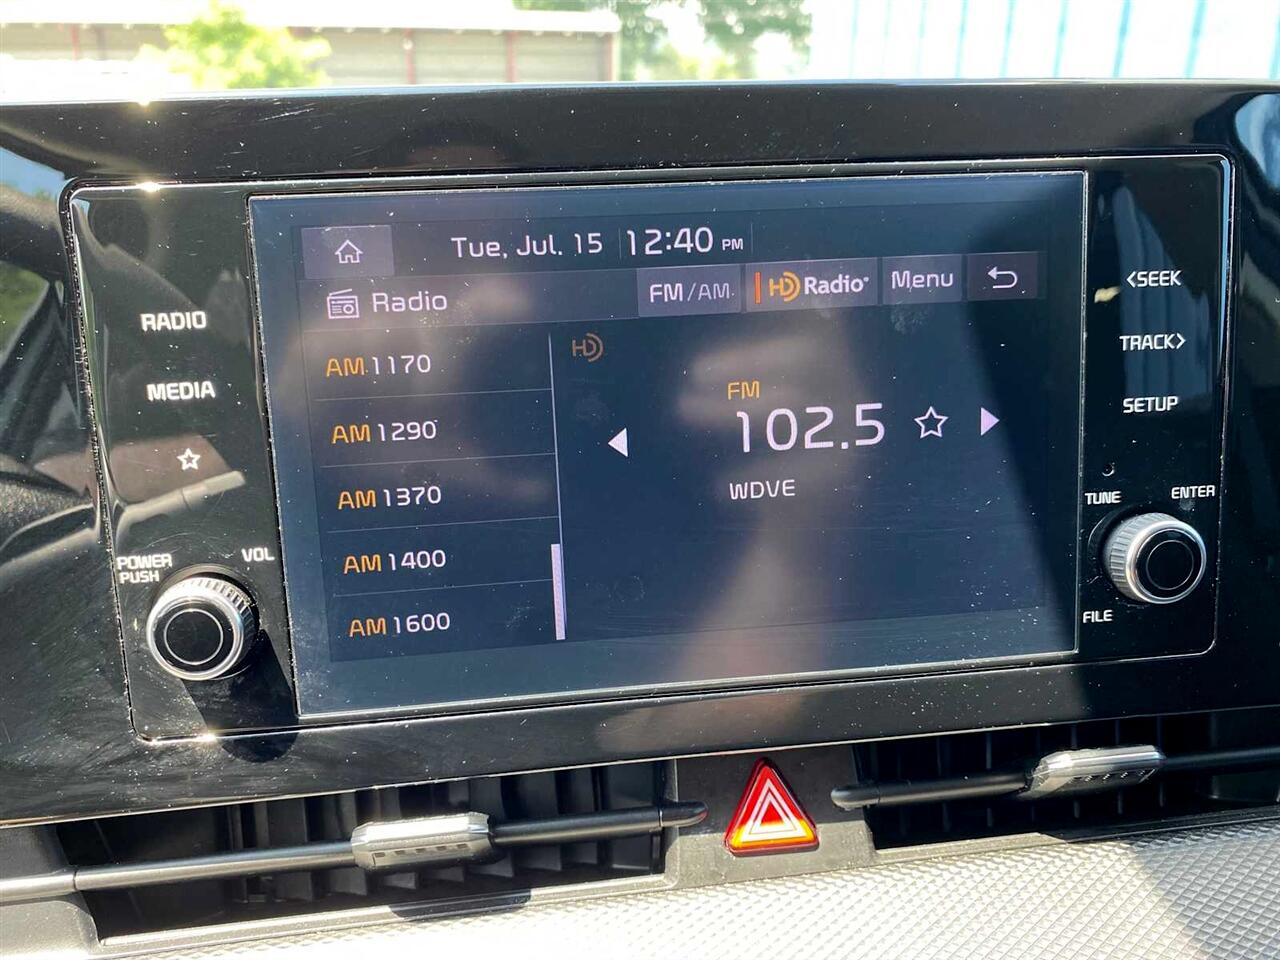 Tue, Jul. 15 12:40 PM
Radio FM/AM HD Radio Menu
AM 1170
AM 1290
AM 1370
AM 1400
AM 1600
HD
FM
102.5
WDVE
RADIO
MEDIA
POWER PUSH
VOL
<SEEK
TRACK>
SETUP
TUNE
ENTER
FILE